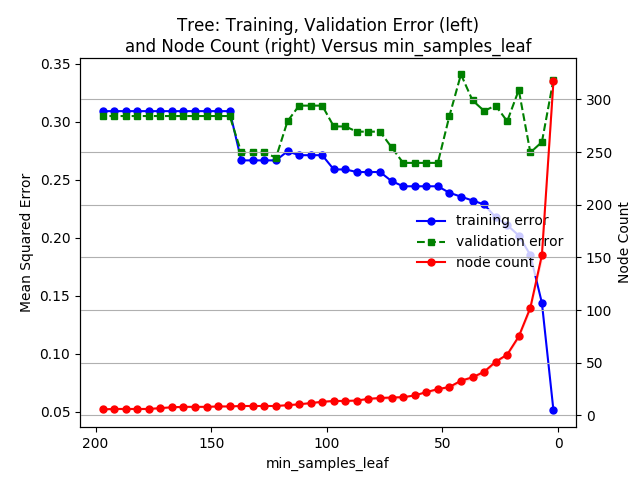 Tree: Training, Validation Error (left)
and Node Count (right) Versus min_samples_leaf
0.35
0.30
0.25
0.20
0.15
0.10
0.05
Mean Squared Error
300
250
200
150
100
50
0
Node Count
training error
validation error
node count
200
150
100
50
0
min_samples_leaf